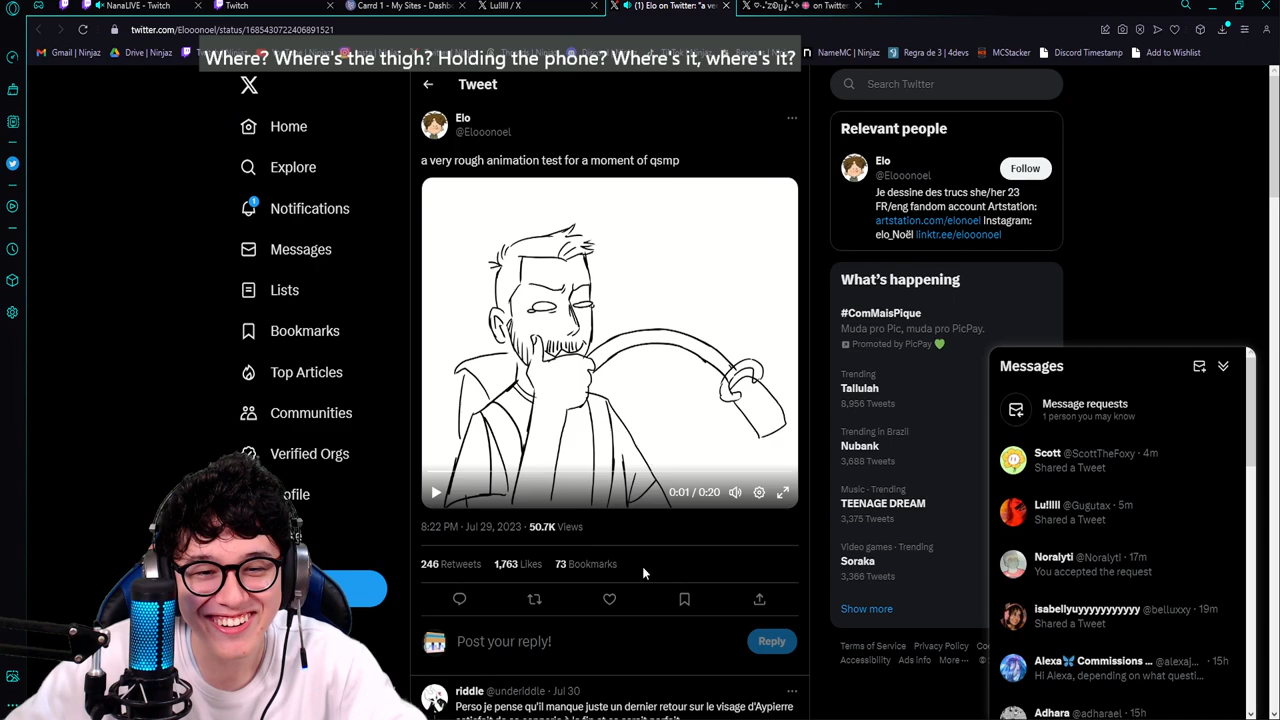 NanaLIVE - Twitch
Twitch
Carrd 1 - My Sites - Dashb
Lu!!!!! / X
(1) Elo on Twitter: "a ve
on Twitter
twitter.com/Elooonoel/status/1685430722406891521
Gmail | Ninjaz
Drive | Ninjaz
NameMC | Ninjaz
Regra de 3 | 4devs
MCStacker
Discord Timestamp
Add to Wishlist
Where? Where's the thigh? Holding the phone? Where's it, where's it?
Home
Explore
1
Notifications
Messages
Lists
Bookmarks
Top Articles
Communities
Verified Orgs
ofile
Tweet
Elo
@Elooonoel
a very rough animation test for a moment of qsmp
0:01 / 0:20
8:22 PM · Jul 29, 2023 · 50.7K Views
246 Retweets 1,763 Likes 73 Bookmarks
Post your reply!
Reply
riddle @underiddle · Jul 30
Perso je pense qu'il manque juste un dernier retour sur le visage d'Aypierre
Search Twitter
Relevant people
Elo
@Elooonoel
Follow
Je dessine des trucs she/her 23
FR/eng fandom account Artstation:
artstation.com/elonoel Instagram:
elo_Noël linktr.ee/elooonoel
What's happening
#ComMaisPique
Muda pro Pic, muda pro PicPay.
Promoted by PicPay
Trending
Tallulah
8,956 Tweets
Trending in Brazil
Nubank
3,688 Tweets
Music · Trending
TEENAGE DREAM
3,375 Tweets
Video games · Trending
Soraka
3,366 Tweets
Show more
Terms of Service Privacy Policy Co
Accessibility Ads info More ··· ©
Messages
Message requests
1 person you may know
Scott @ScottTheFoxy · 4m
Shared a Tweet
Lu!!!!! @Gugutax · 5m
Shared a Tweet
Noralyti @Noralyt! · 17m
You accepted the request
isabellyuyyyyyyyyyy @belluxxy · 19m
Shared a Tweet
Alexa Commissions ... @alexaj... · 15h
Hi Alexa, depending on what questi...
Adhara @adharael · 15h